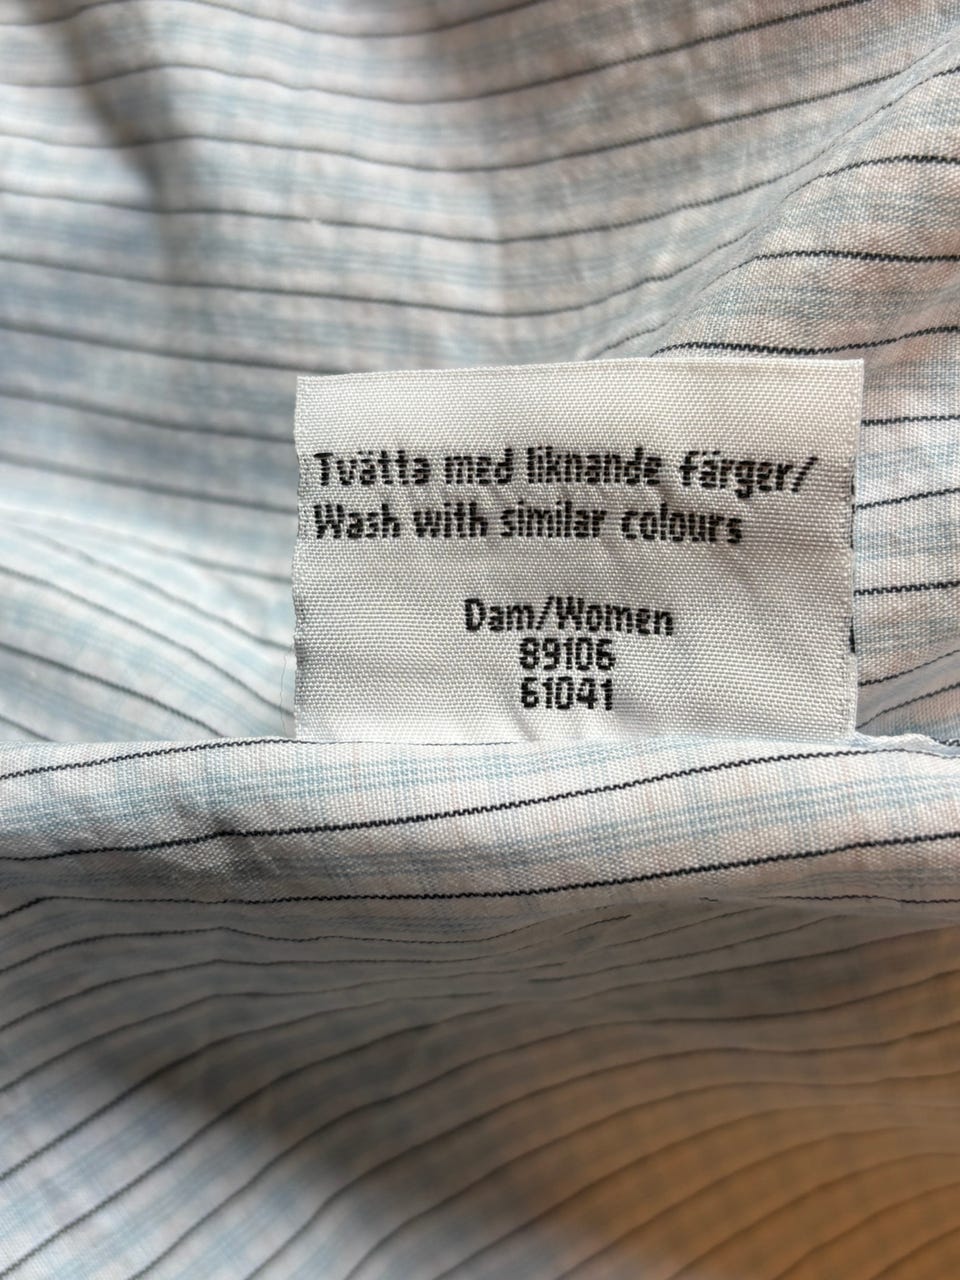 Tvätta med liknande färger/
Wash with similar colours
Dam/Women
89106
61041